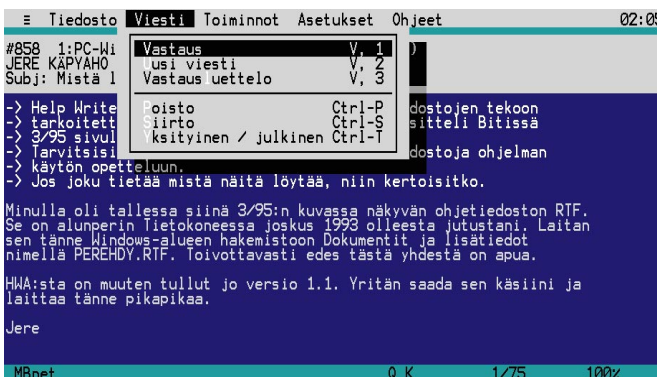 ≡ Tiedosto Viesti Toiminnot Asetukset Ohjeet 02:05
#858 1:PC-Wi )
JERE KÄPYAHO
Subj: Mistä l
Vastaus V, 1
Uusi viesti V, 2
Vastausluettelo V, 3
Poisto Ctrl-P
Siirto Ctrl-S
Yksityinen / julkinen Ctrl-T
-> Help Write dostojen tekoon
-> tarkoitett sitteli Bitissä
-> 3/95 sivul
-> Tarvitsisi dostoja ohjelman
-> käytön opetteluun.
-> Jos joku tietää mistä näitä löytää, niin kertoisitko.
Minulla oli tallessa siinä 3/95:n kuvassa näkyvän ohjetiedoston RTF.
Se on alunperin Tietokoneessa joskus 1993 olleesta jutustani. Laitan
sen tänne Windows-alueen hakemistoon Dokumentit ja lisätiedot
nimellä PEREHDY.RTF. Toivottavasti edes tästä yhdestä on apua.
HWA:sta on muuten tullut jo versio 1.1. Yritän saada sen käsiini ja
laittaa tänne pikapikaa.
Jere
MBnet Q K 1/75 100%